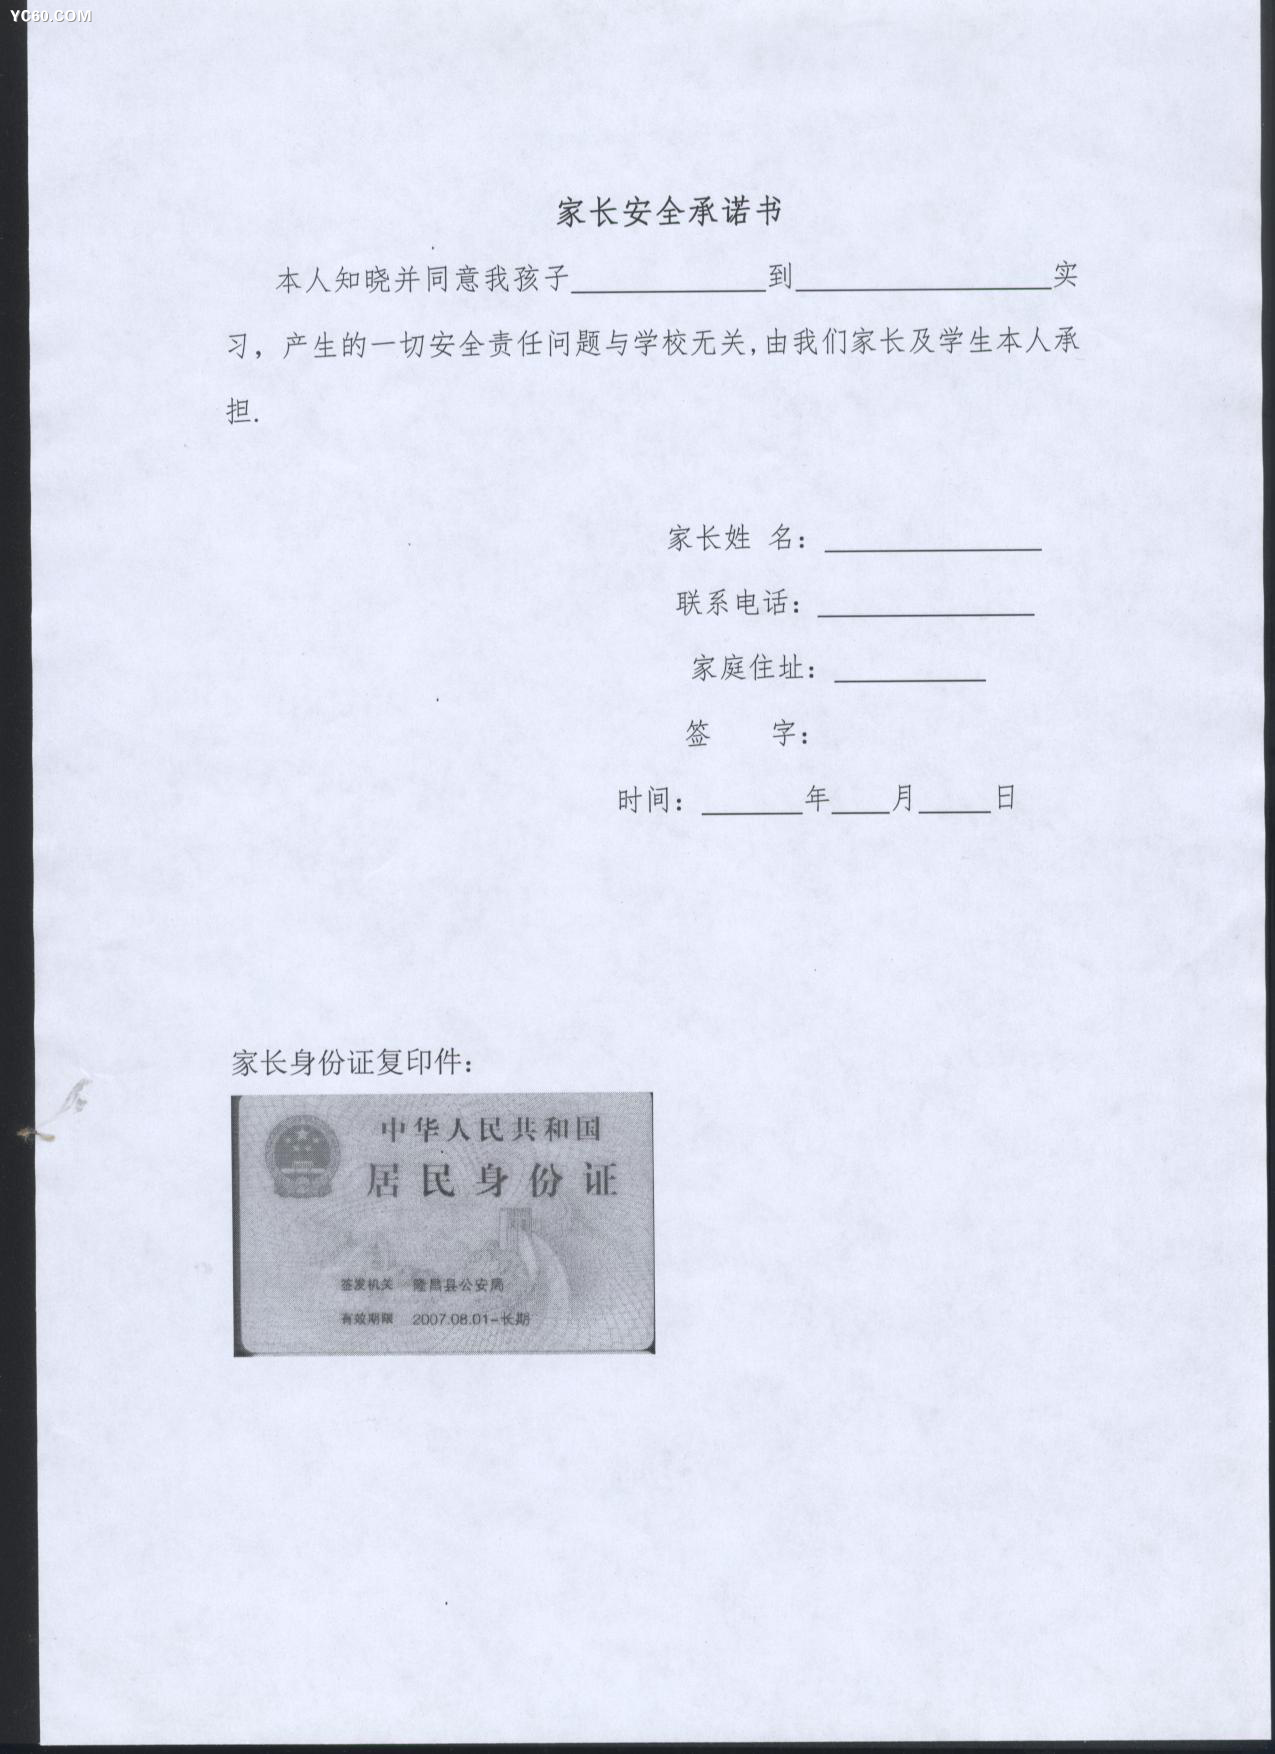 YC60.COM
家长安全承诺书
本人知晓并同意我孩子____________到________________实
习，产生的一切安全责任问题与学校无关,由我们家长及学生本人承
担.
家长姓 名：______________
联系电话：______________
家庭住址：__________
签 字：
时间：_______年____月_____日
家长身份证复印件：
中华人民共和国
居民身份证
签发机关 隆昌县公安局
有效期限 2007.08.01-长期